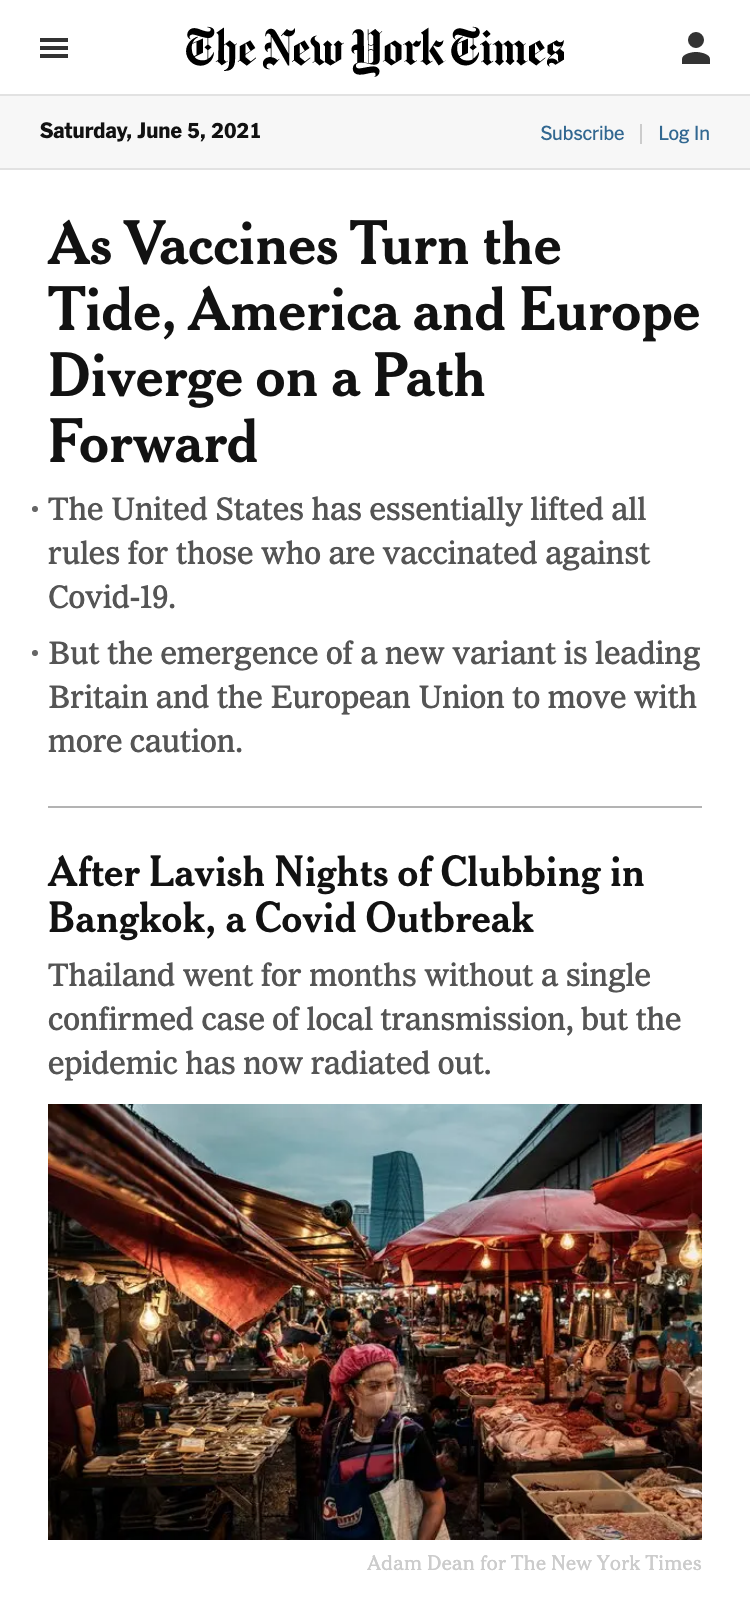 The New York Times
Saturday, June 5, 2021
Subscribe | Log In
As Vaccines Turn the
Tide, America and Europe
Diverge on a Path
Forward
• The United States has essentially lifted all
rules for those who are vaccinated against
Covid-19.
• But the emergence of a new variant is leading
Britain and the European Union to move with
more caution.
After Lavish Nights of Clubbing in
Bangkok, a Covid Outbreak
Thailand went for months without a single
confirmed case of local transmission, but the
epidemic has now radiated out.
Adam Dean for The New York Times